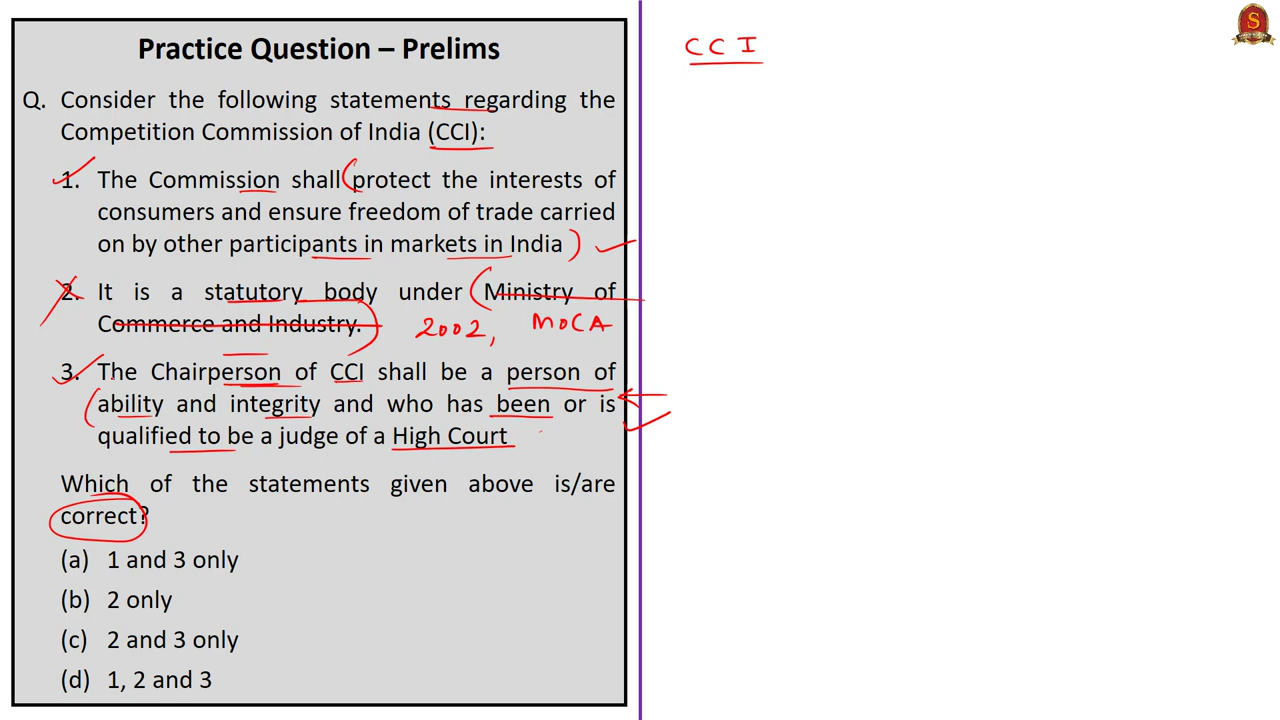 Practice Question – Prelims
Q. Consider the following statements regarding the
Competition Commission of India (CCI):
1. The Commission shall protect the interests of
consumers and ensure freedom of trade carried
on by other participants in markets in India
2. It is a statutory body under Ministry of
Commerce and Industry.
2002, MOCA
3. The Chairperson of CCI shall be a person of
ability and integrity and who has been or is
qualified to be a judge of a High Court
Which of the statements given above is/are
correct?
(a) 1 and 3 only
(b) 2 only
(c) 2 and 3 only
(d) 1, 2 and 3
CCI
S